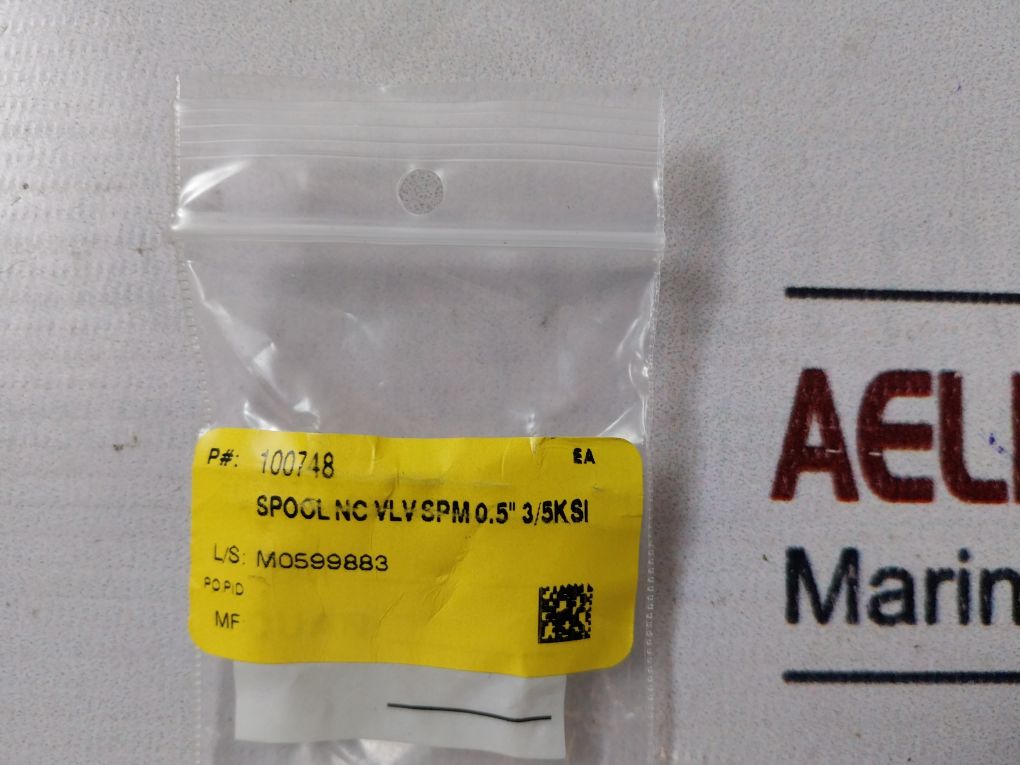 P#: 100748 EA
SPOOL NC VLV SPM 0.5" 3/5KSI
L/S: M0599883
PO.PID
MF
AEL
Marin